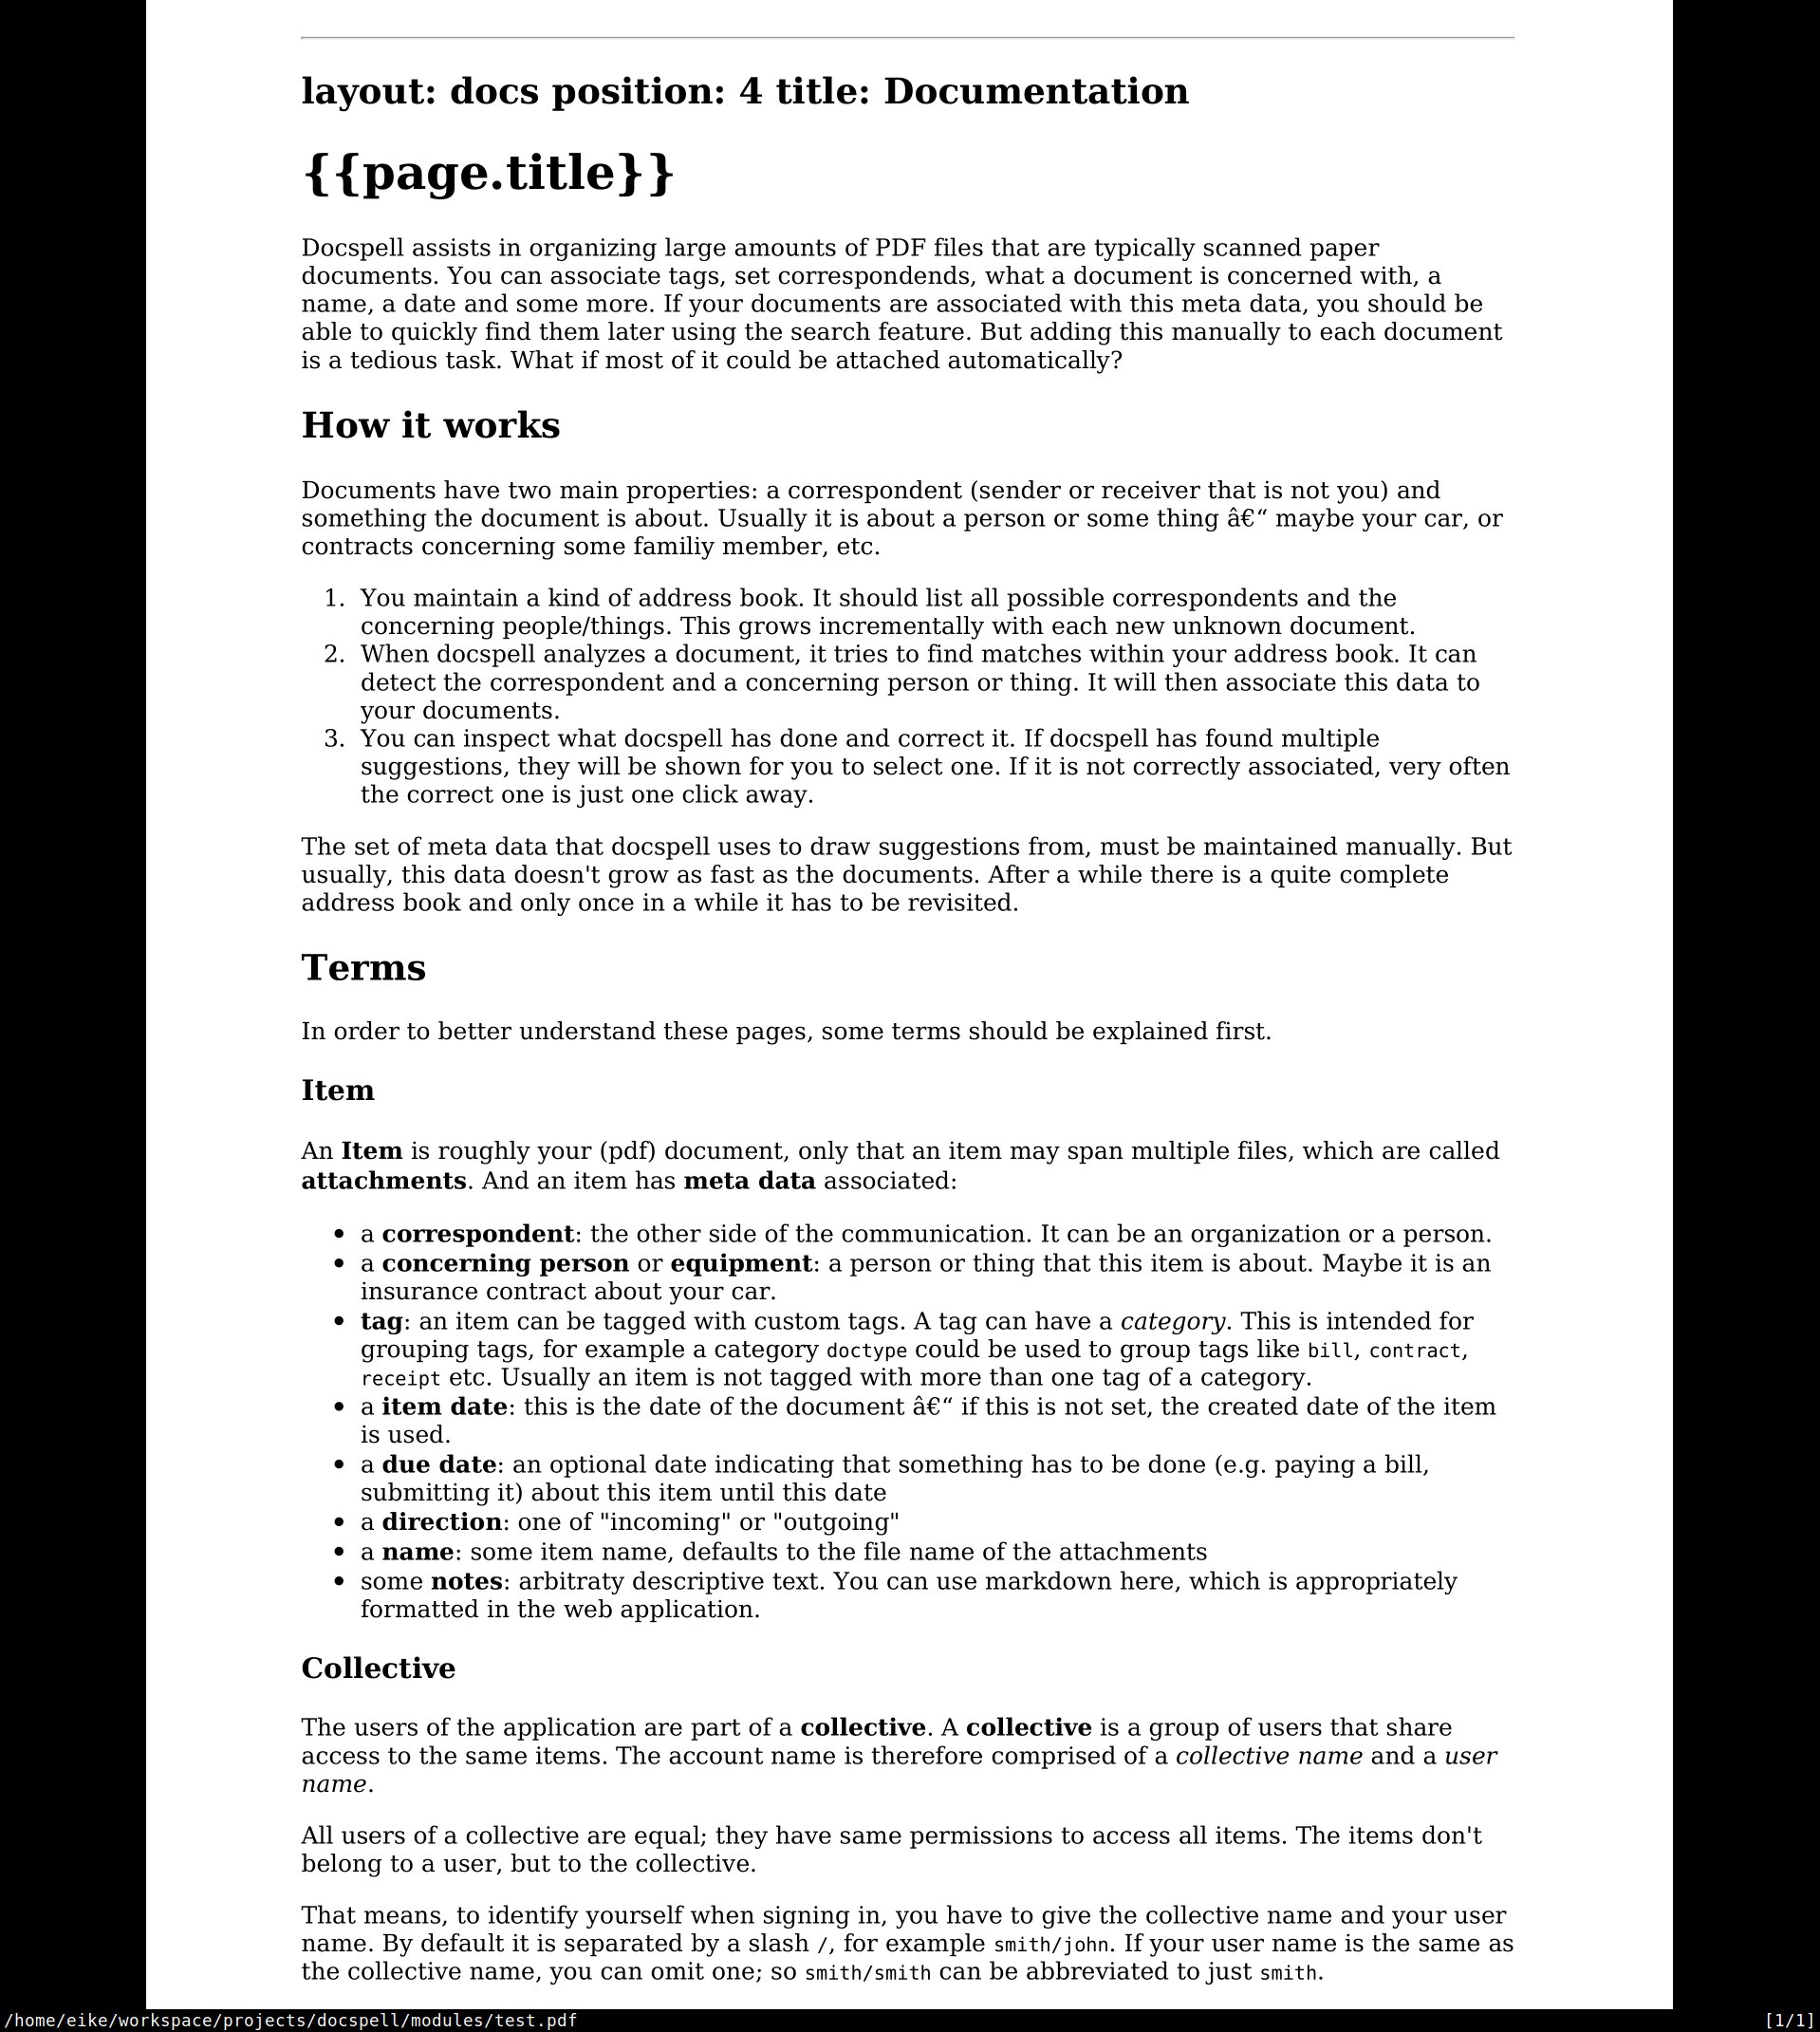 layout: docs position: 4 title: Documentation
{{page.title}}
Docspell assists in organizing large amounts of PDF files that are typically scanned paper
documents. You can associate tags, set correspondends, what a document is concerned with, a
name, a date and some more. If your documents are associated with this meta data, you should be
able to quickly find them later using the search feature. But adding this manually to each document
is a tedious task. What if most of it could be attached automatically?
How it works
Documents have two main properties: a correspondent (sender or receiver that is not you) and
something the document is about. Usually it is about a person or some thing â€“ maybe your car, or
contracts concerning some familiy member, etc.
1. You maintain a kind of address book. It should list all possible correspondents and the
concerning people/things. This grows incrementally with each new unknown document.
2. When docspell analyzes a document, it tries to find matches within your address book. It can
detect the correspondent and a concerning person or thing. It will then associate this data to
your documents.
3. You can inspect what docspell has done and correct it. If docspell has found multiple
suggestions, they will be shown for you to select one. If it is not correctly associated, very often
the correct one is just one click away.
The set of meta data that docspell uses to draw suggestions from, must be maintained manually. But
usually, this data doesn't grow as fast as the documents. After a while there is a quite complete
address book and only once in a while it has to be revisited.
Terms
In order to better understand these pages, some terms should be explained first.
Item
An Item is roughly your (pdf) document, only that an item may span multiple files, which are called
attachments. And an item has meta data associated:
• a correspondent: the other side of the communication. It can be an organization or a person.
• a concerning person or equipment: a person or thing that this item is about. Maybe it is an
insurance contract about your car.
• tag: an item can be tagged with custom tags. A tag can have a category. This is intended for
grouping tags, for example a category doctype could be used to group tags like bill, contract,
receipt etc. Usually an item is not tagged with more than one tag of a category.
• a item date: this is the date of the document â€“ if this is not set, the created date of the item
is used.
• a due date: an optional date indicating that something has to be done (e.g. paying a bill,
submitting it) about this item until this date
• a direction: one of "incoming" or "outgoing"
• a name: some item name, defaults to the file name of the attachments
• some notes: arbitraty descriptive text. You can use markdown here, which is appropriately
formatted in the web application.
Collective
The users of the application are part of a collective. A collective is a group of users that share
access to the same items. The account name is therefore comprised of a collective name and a user
name.
All users of a collective are equal; they have same permissions to access all items. The items don't
belong to a user, but to the collective.
That means, to identify yourself when signing in, you have to give the collective name and your user
name. By default it is separated by a slash /, for example smith/john. If your user name is the same as
the collective name, you can omit one; so smith/smith can be abbreviated to just smith.
/home/eike/workspace/projects/docspell/modules/test.pdf [1/1]